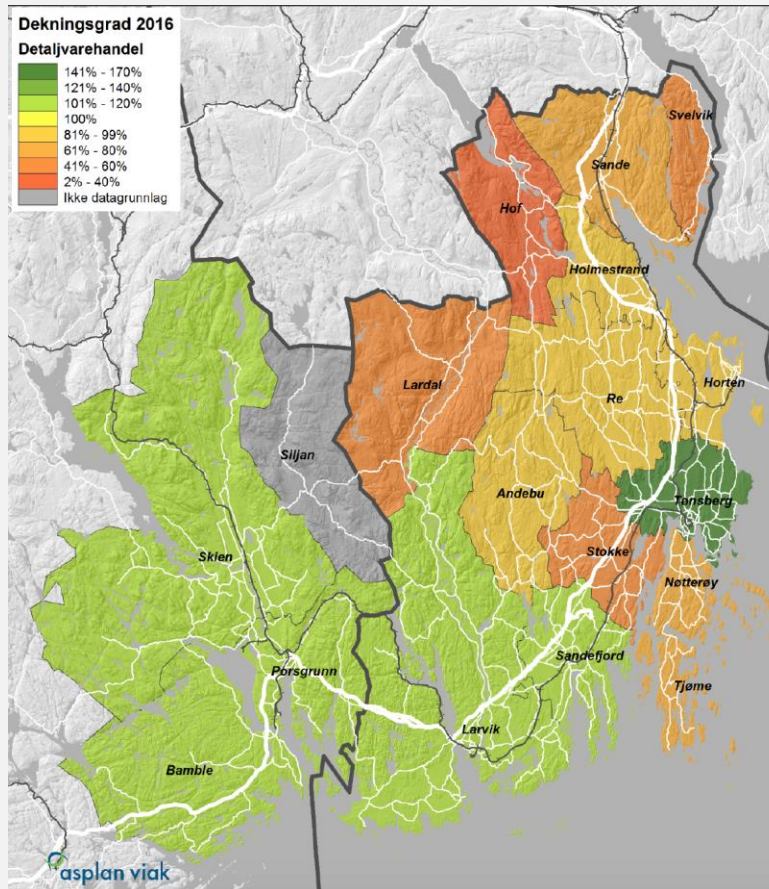 Dekningsgrad 2016
Detaljvarehandel
141% - 170%
121% - 140%
101% - 120%
100%
81% - 99%
61% - 80%
41% - 60%
2% - 40%
Ikke datagrunnlag
Svelvik
Sande
Hof
Holmestrand
Lardal
Horten
Re
Siljan
Andebu
Tønsberg
Skien
Stokke
Nøtterøy
Sandefjord
Porsgrunn
Tjøme
Larvik
Bamble
asplan viak